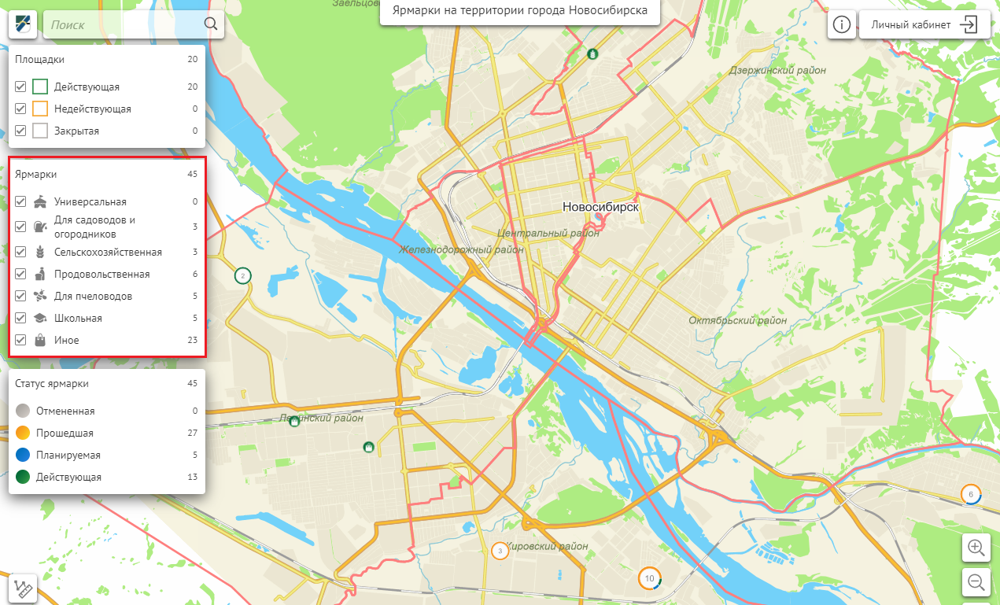 Заельцов
Ярмарки на территории города Новосибирска
Поиск
Личный кабинет
Площадки 20
Действующая 20
Недействующая 0
Закрытая 0
Ярмарки 45
Универсальная 0
Для садоводов и
огородников 3
Сельскохозяйственная 3
Продовольственная 6
Для пчеловодов 5
Школьная 5
Иное 23
Статус ярмарки 45
Отмененная 0
Прошедшая 27
Планируемая 5
Действующая 13
Дзержинский район
Новосибирск
Центральный район
Железнодорожный район
2
Октябрьский район
Ленинский район
6
3
Кировский район
10